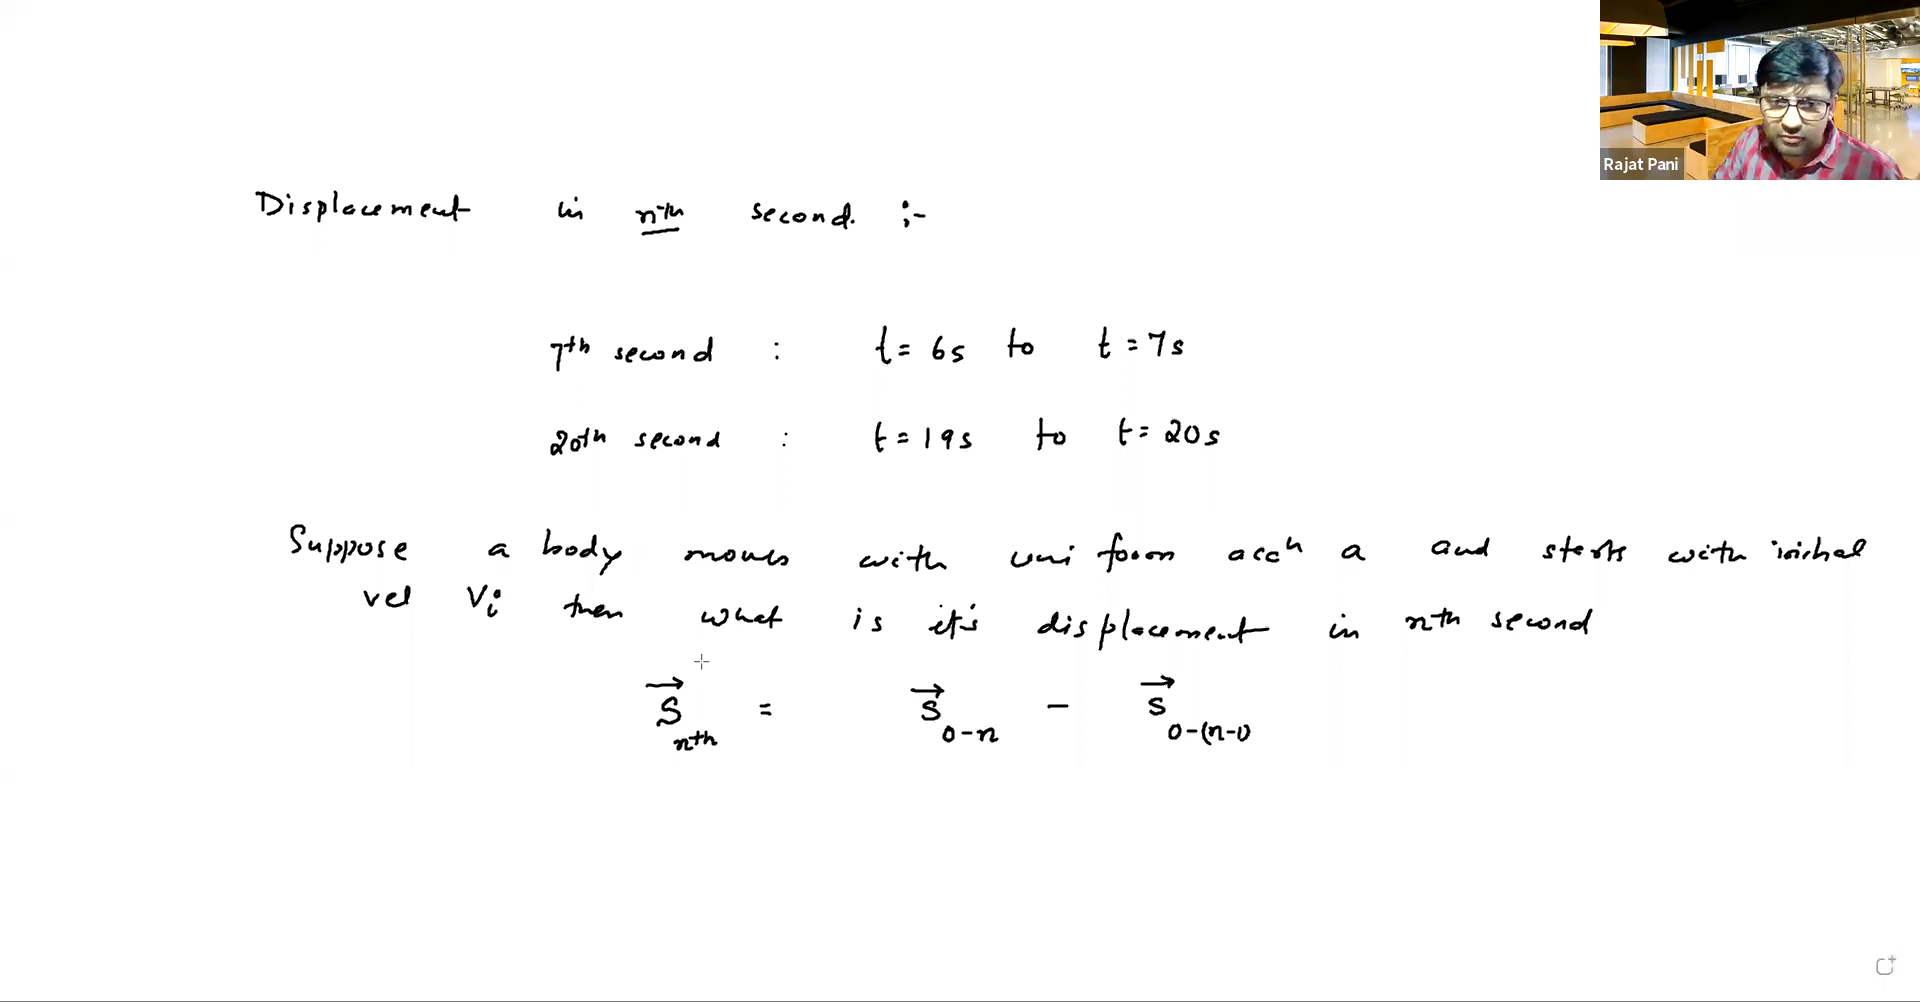 Rajat Pani
Displacement in nth second :-
7th second : t = 6s to t = 7s
20th second : t = 19s to t = 20s
Suppose a body moves with uniform accn a and starts with initial
vel Vi then what is it's displacement in nth second
S⃗nth = S⃗0-n - S⃗0-(n-1)